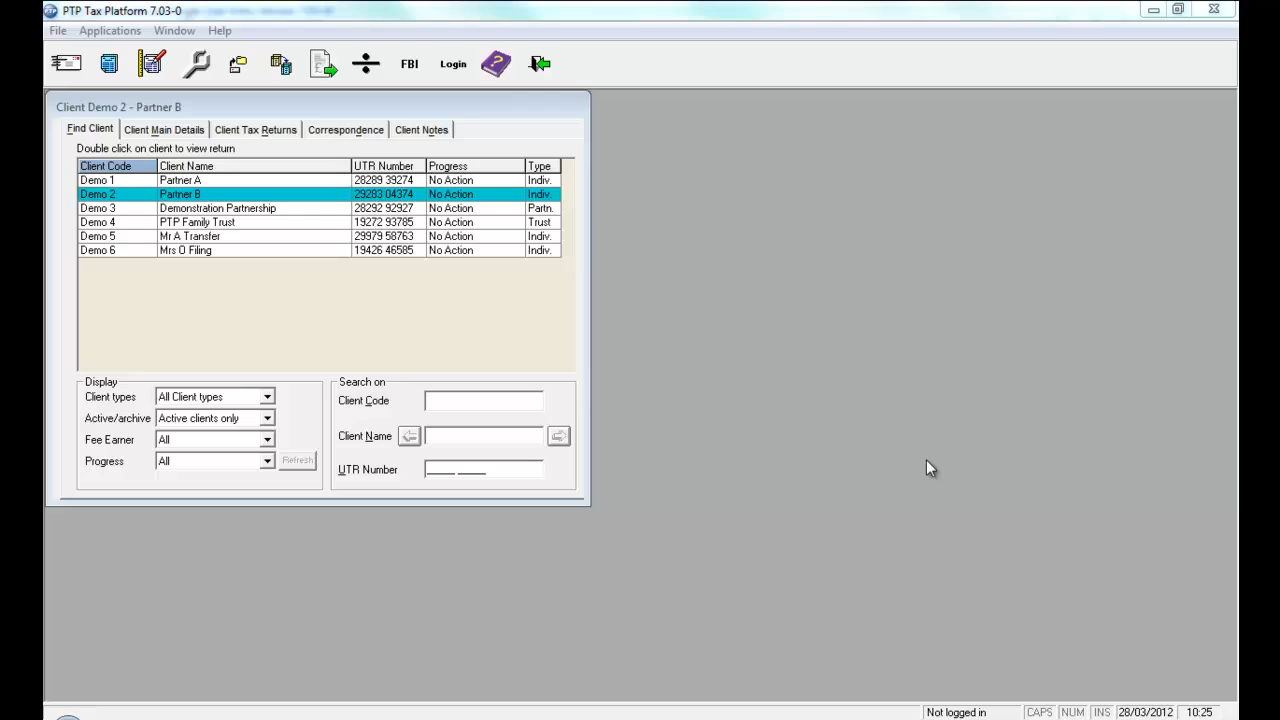 PTP Tax Platform 7.03-0
File Applications Window Help
FBI Login
Client Demo 2 - Partner B
Find Client Client Main Details Client Tax Returns Correspondence Client Notes
Double click on client to view return
Client Code Client Name UTR Number Progress Type
Demo 1 Partner A 28289 39274 No Action Indiv.
Demo 2 Partner B 29283 04374 No Action Indiv.
Demo 3 Demonstration Partnership 28292 92927 No Action Partn.
Demo 4 PTP Family Trust 19272 93785 No Action Trust
Demo 5 Mr A Transfer 29979 58763 No Action Indiv.
Demo 6 Mrs O Filing 19426 46585 No Action Indiv.
Display
Client types All Client types
Active/archive Active clients only
Fee Earner All
Progress All Refresh
Search on
Client Code
Client Name
UTR Number _____ _____
Not logged in CAPS NUM INS 28/03/2012 10:25